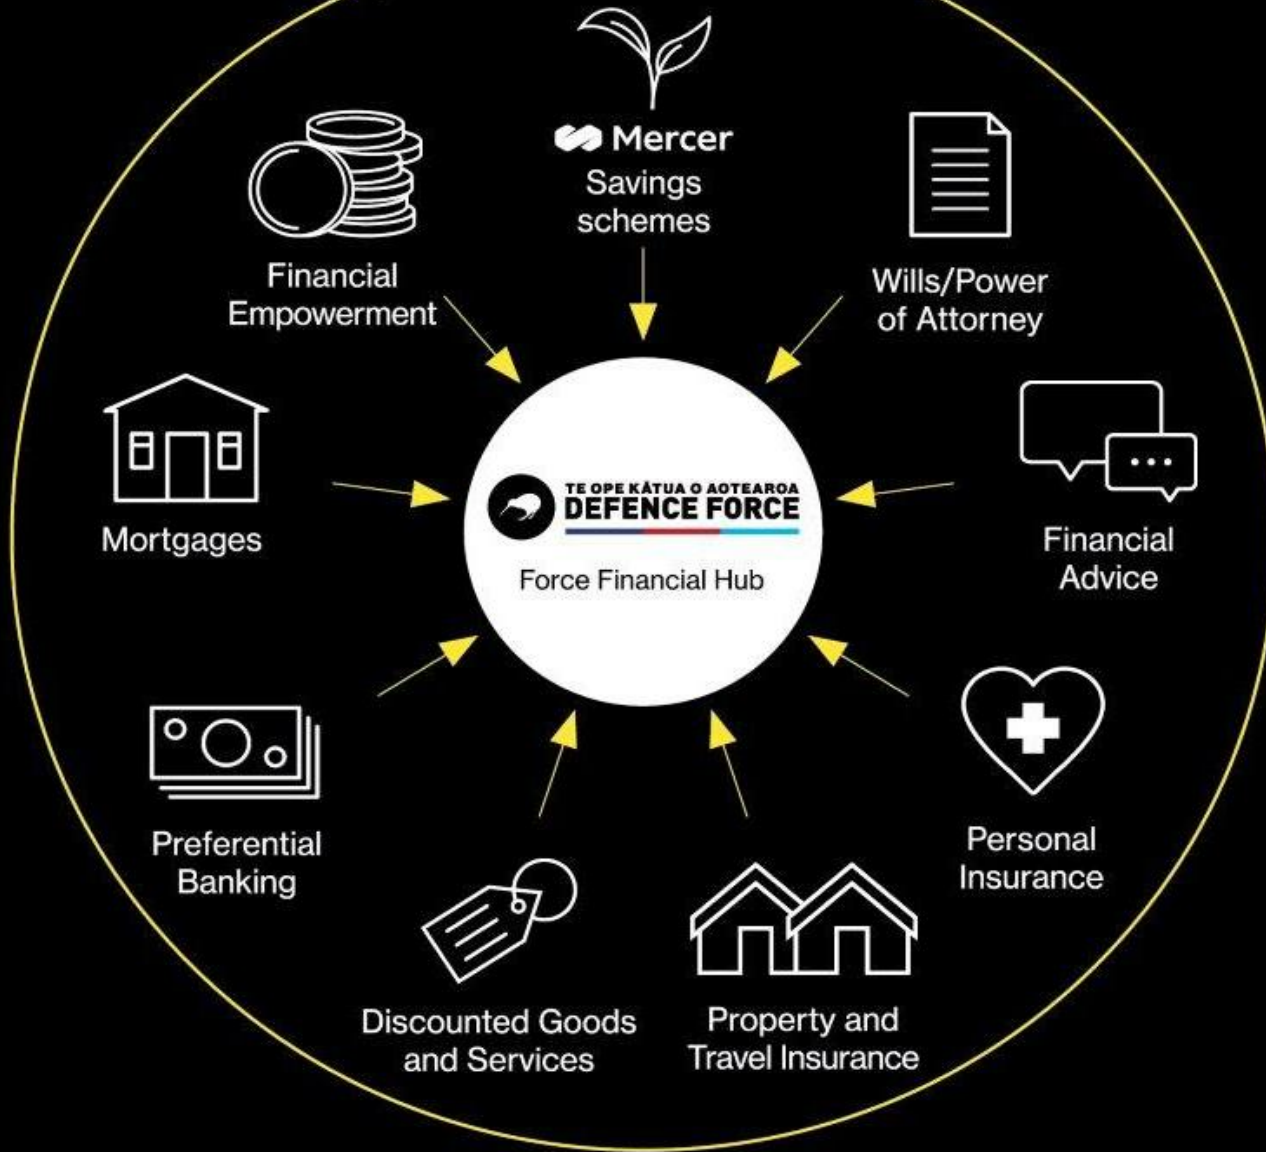 Mercer
Savings
schemes
Financial
Empowerment
Wills/Power
of Attorney
Mortgages
TE OPE KĀTUA O AOTEAROA
DEFENCE FORCE
Force Financial Hub
Financial
Advice
Preferential
Banking
Personal
Insurance
Discounted Goods
and Services
Property and
Travel Insurance